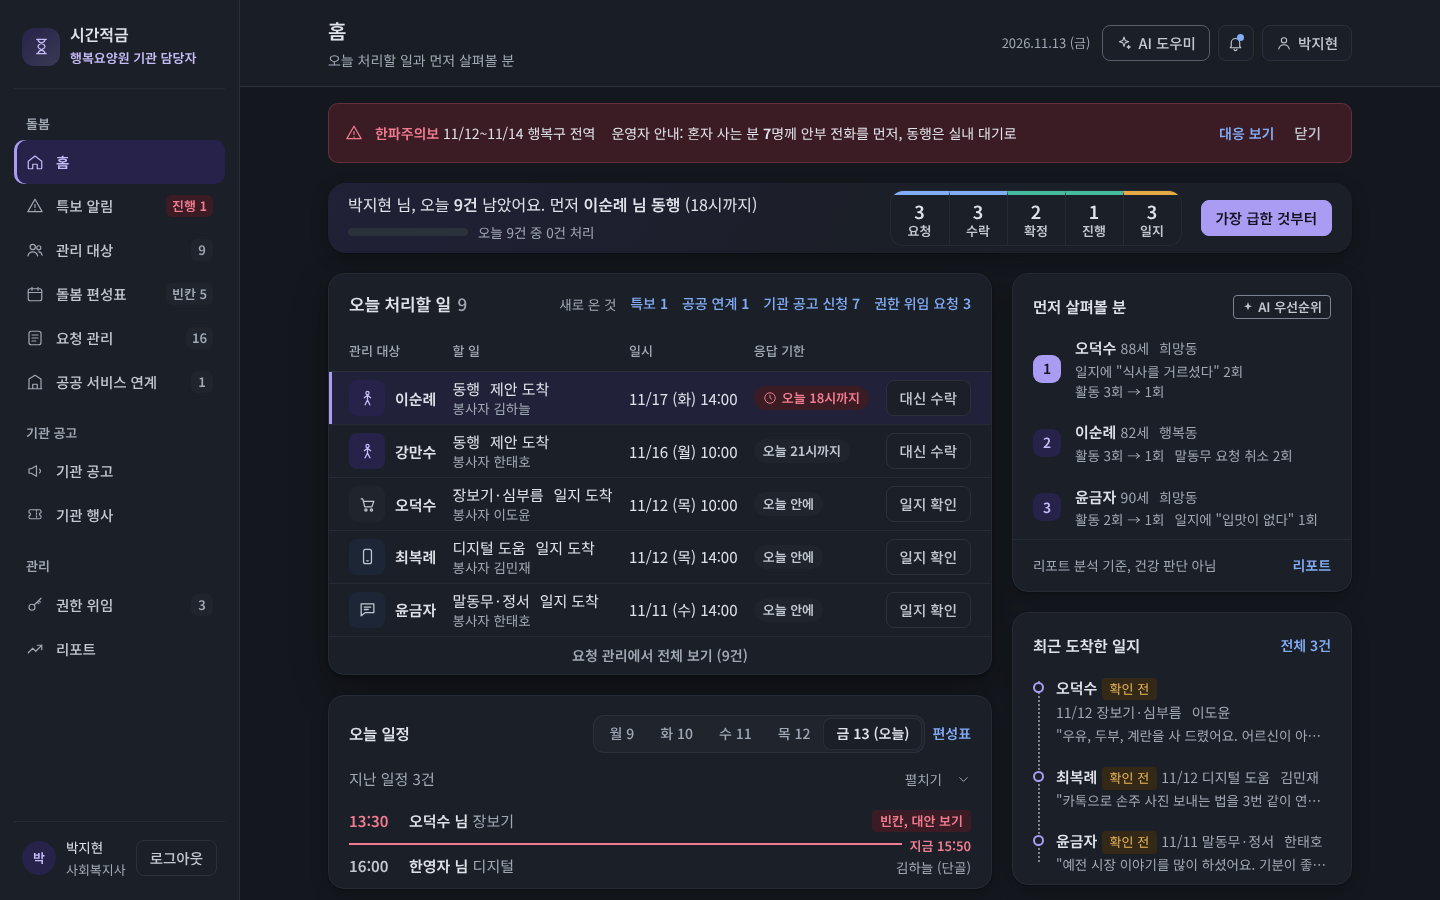 시간적금
행복요양원 기관 담당자
돌봄
홈
특보 알림 진행 1
관리 대상 9
돌봄 편성표 빈칸 5
요청 관리 16
공공 서비스 연계 1
기관 공고
기관 공고
기관 행사
관리
권한 위임 3
리포트
박 박지현
사회복지사
로그아웃
홈
오늘 처리할 일과 먼저 살펴볼 분
2026.11.13 (금) AI 도우미 박지현
한파주의보 11/12~11/14 행복구 전역 운영자 안내: 혼자 사는 분 7명께 안부 전화를 먼저, 동행은 실내 대기로 대응 보기 닫기
박지현 님, 오늘 9건 남았어요. 먼저 이순례 님 동행 (18시까지)
오늘 9건 중 0건 처리
3 3 2 1 3
요청 수락 확정 진행 일지
가장 급한 것부터
오늘 처리할 일 9 새로 온 것 특보 1 공공 연계 1 기관 공고 신청 7 권한 위임 요청 3
관리 대상 할 일 일시 응답 기한
이순례 동행 제안 도착 11/17 (화) 14:00 오늘 18시까지 대신 수락
봉사자 김하늘
강만수 동행 제안 도착 11/16 (월) 10:00 오늘 21시까지 대신 수락
봉사자 한태호
오덕수 장보기·심부름 일지 도착 11/12 (목) 10:00 오늘 안에 일지 확인
봉사자 이도윤
최복례 디지털 도움 일지 도착 11/12 (목) 14:00 오늘 안에 일지 확인
봉사자 김민재
윤금자 말동무·정서 일지 도착 11/11 (수) 14:00 오늘 안에 일지 확인
봉사자 한태호
요청 관리에서 전체 보기 (9건)
오늘 일정 월 9 화 10 수 11 목 12 금 13 (오늘) 편성표
지난 일정 3건 펼치기
13:30 오덕수 님 장보기 빈칸, 대안 보기
지금 15:50
16:00 한영자 님 디지털 김하늘 (단골)
먼저 살펴볼 분 AI 우선순위
1 오덕수 88세 희망동
일지에 "식사를 거르셨다" 2회
활동 3회 → 1회
2 이순례 82세 행복동
활동 3회 → 1회 말동무 요청 취소 2회
3 윤금자 90세 희망동
활동 2회 → 1회 일지에 "입맛이 없다" 1회
리포트 분석 기준, 건강 판단 아님 리포트
최근 도착한 일지 전체 3건
오덕수 확인 전
11/12 장보기·심부름 이도윤
"우유, 두부, 계란을 사 드렸어요. 어르신이 아…
최복례 확인 전 11/12 디지털 도움 김민재
"카톡으로 손주 사진 보내는 법을 3번 같이 연…
윤금자 확인 전 11/11 말동무·정서 한태호
"예전 시장 이야기를 많이 하셨어요. 기분이 좋…